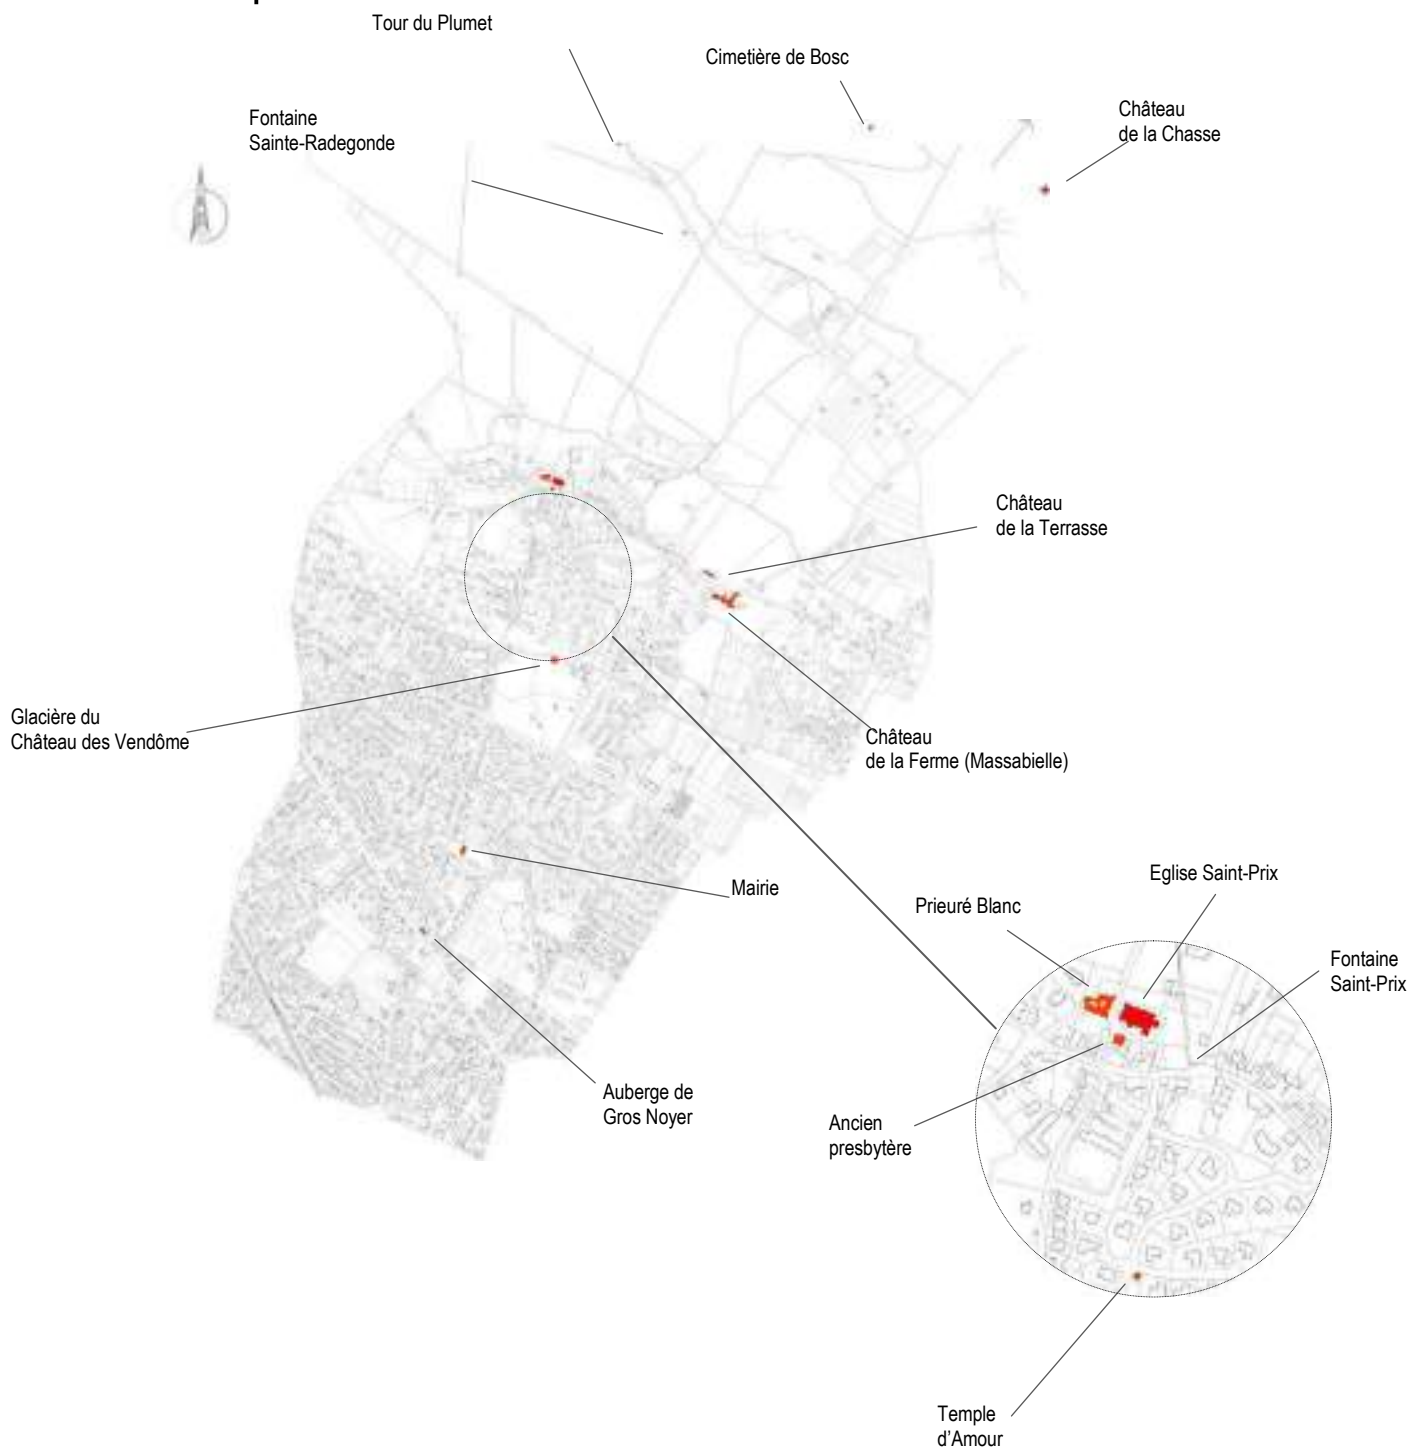 Tour du Plumet
Cimetière de Bosc
Château
de la Chasse
Fontaine
Sainte-Radegonde
Château
de la Terrasse
Glacière du
Château des Vendôme
Château
de la Ferme (Massabielle)
Mairie
Eglise Saint-Prix
Prieuré Blanc
Fontaine
Saint-Prix
Auberge de
Gros Noyer
Ancien
presbytère
Temple
d'Amour